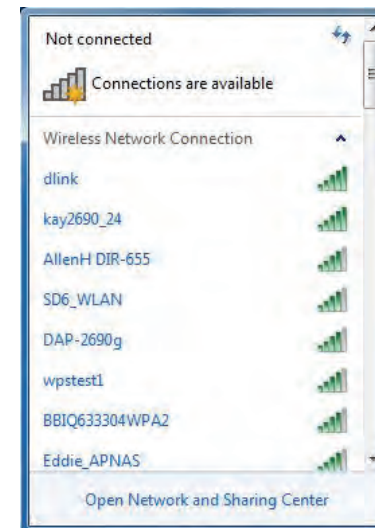 Not connected
Connections are available
Wireless Network Connection
dlink
kay2690_24
AllenH DIR-655
SD6_WLAN
DAP-2690g
wpstest1
BBIQ633304WPA2
Eddie_APNAS
Open Network and Sharing Center